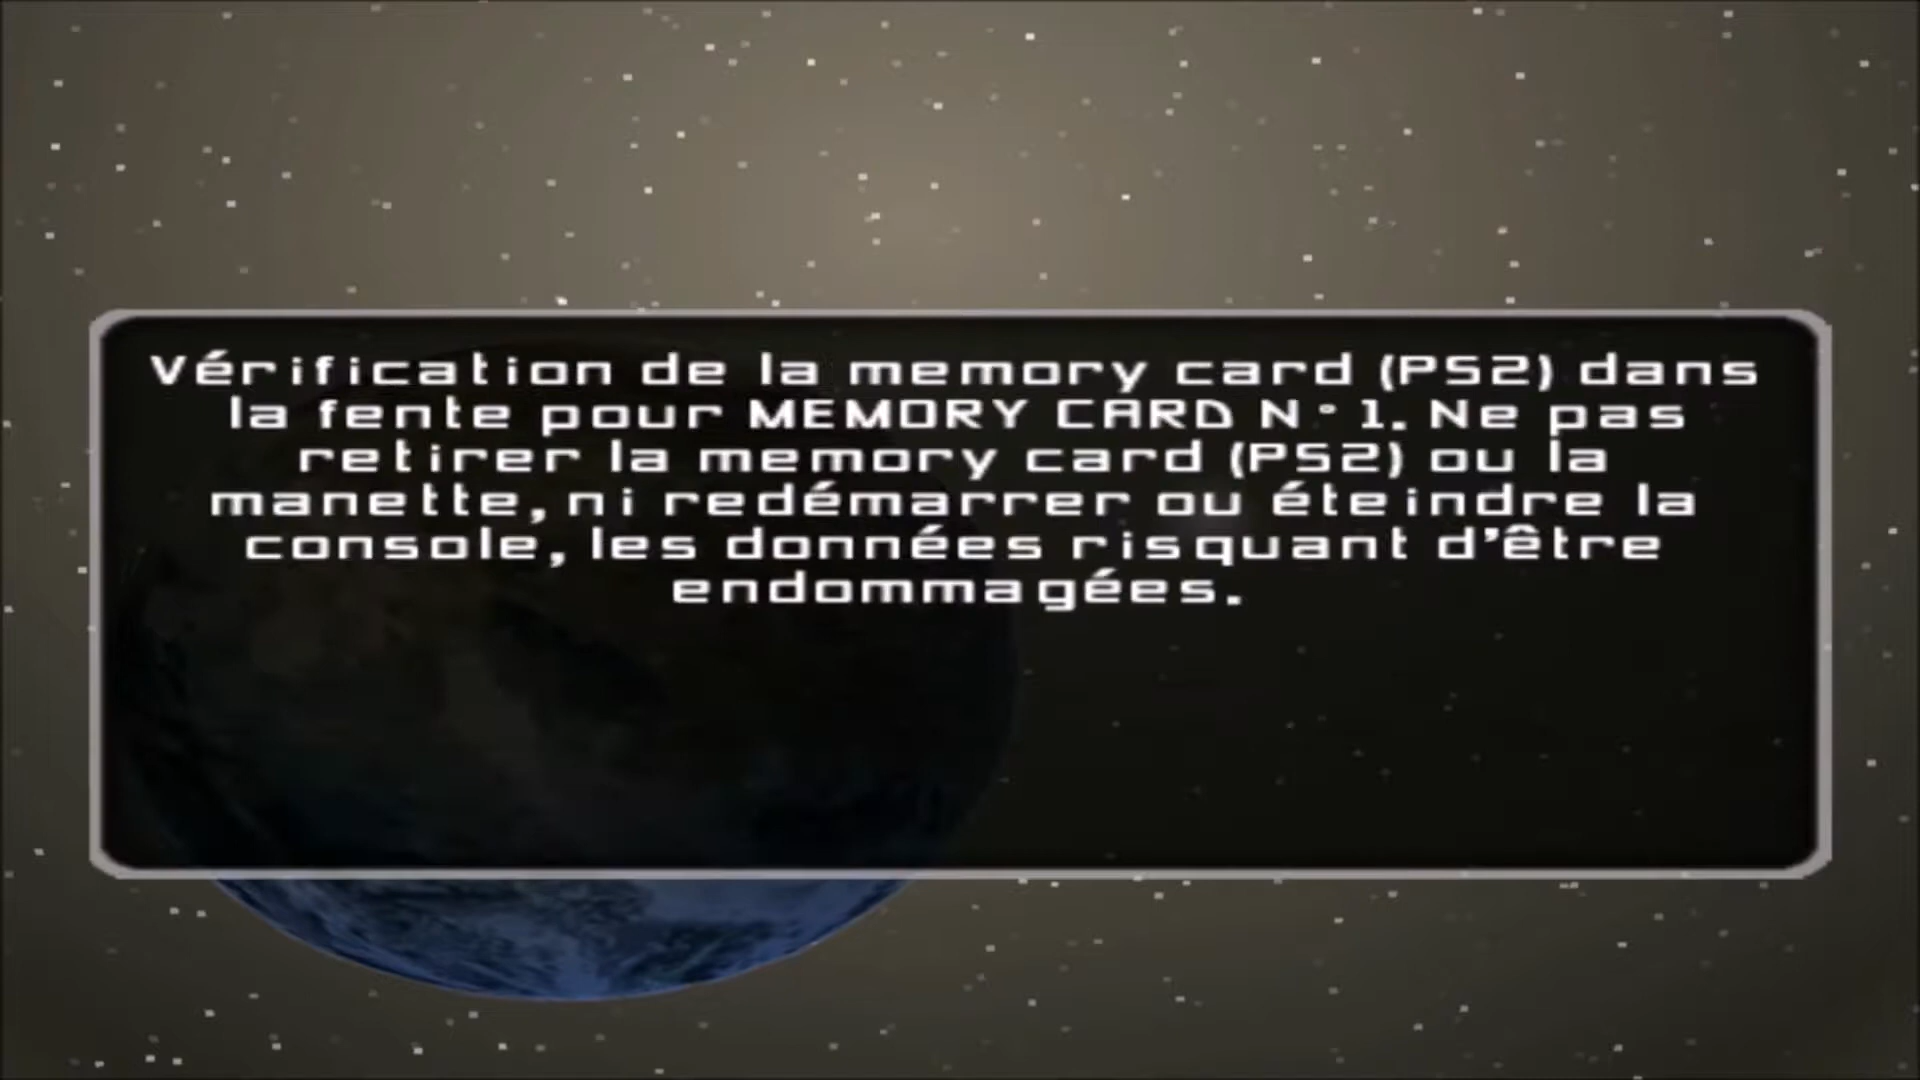 Vérification de la memory card (PS2) dans
la fente pour MEMORY CARD N°1. Ne pas
retirer la memory card (PS2) ou la
manette, ni redémarrer ou éteindre la
console, les données risquant d'être
endommagées.